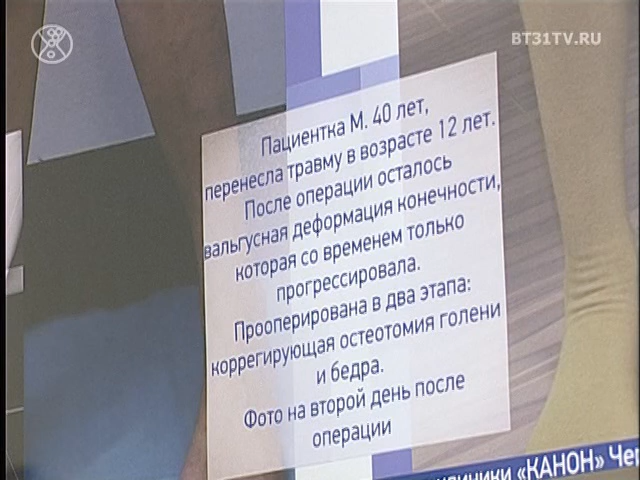 BT31TV.RU
Пациентка М. 40 лет,
перенесла травму в возрасте 12 лет.
После операции осталось
вальгусная деформация конечности,
которая со временем только
прогрессировала.
Прооперирована в два этапа:
коррегирующая остеотомия голени
и бедра.
Фото на второй день после
операции
«КАНОН»